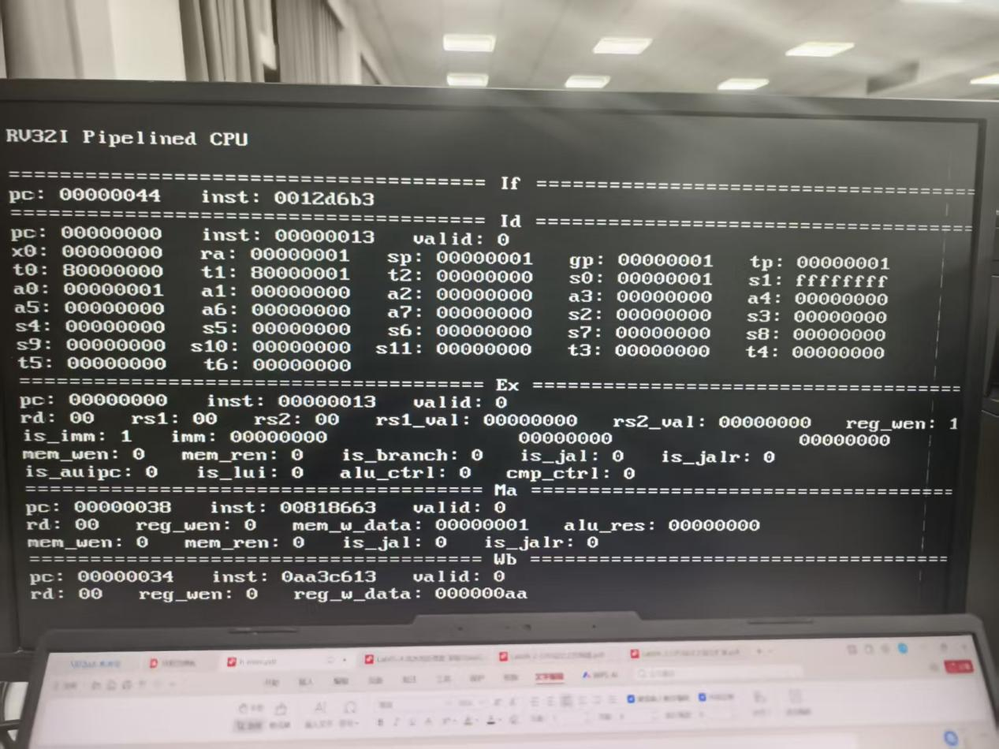 RV32I Pipelined CPU
===================================== If ===================================
pc: 00000044 inst: 0012d6b3
===================================== Id ===================================
pc: 00000000 inst: 00000013 valid: 0
x0: 00000000 ra: 00000001 sp: 00000001 gp: 00000001 tp: 00000001
t0: 80000000 t1: 80000001 t2: 00000000 s0: 00000001 s1: ffffffff
a0: 00000001 a1: 00000000 a2: 00000000 a3: 00000000 a4: 00000000
a5: 00000000 a6: 00000000 a7: 00000000 s2: 00000000 s3: 00000000
s4: 00000000 s5: 00000000 s6: 00000000 s7: 00000000 s8: 00000000
s9: 00000000 s10: 00000000 s11: 00000000 t3: 00000000 t4: 00000000
t5: 00000000 t6: 00000000
===================================== Ex ===================================
pc: 00000000 inst: 00000013 valid: 0
rd: 00 rs1: 00 rs2: 00 rs1_val: 00000000 rs2_val: 00000000 reg_wen: 1
is_imm: 1 imm: 00000000 00000000 00000000
mem_wen: 0 mem_ren: 0 is_branch: 0 is_jal: 0 is_jalr: 0
is_auipc: 0 is_lui: 0 alu_ctrl: 0 cmp_ctrl: 0
===================================== Ma ===================================
pc: 00000038 inst: 00818663 valid: 0
rd: 00 reg_wen: 0 mem_w_data: 00000001 alu_res: 00000000
mem_wen: 0 mem_ren: 0 is_jal: 0 is_jalr: 0
===================================== Wb ===================================
pc: 00000034 inst: 0aa3c613 valid: 0
rd: 00 reg_wen: 0 reg_w_data: 000000aa